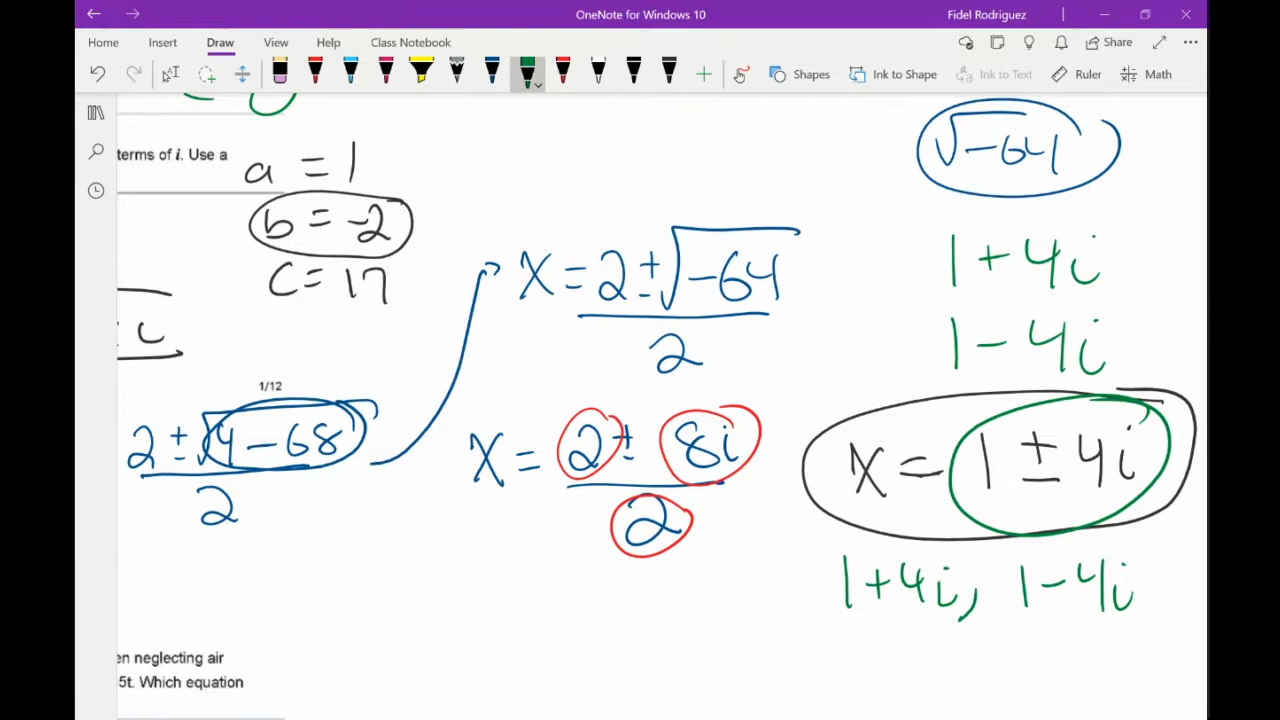 OneNote for Windows 10
Fidel Rodriguez
Home Insert Draw View Help Class Notebook
Share
Shapes Ink to Shape Ink to Text Ruler Math
terms of i. Use a
a = 1
b = -2
c = 17
1/12
2 ± √4 - 68
2
x = 2 ± √-64
2
x = 2 ± 8i
2
√-64
1 + 4i
1 - 4i
x = 1 ± 4i
1 + 4i, 1 - 4i
en neglecting air
5t. Which equation